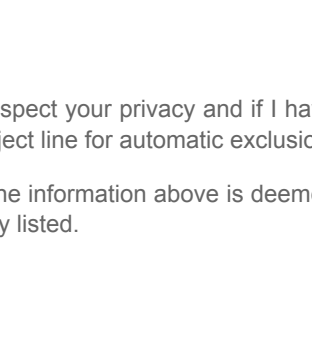 spect your privacy and if I ha
ject line for automatic exclusio
he information above is deem
y listed.